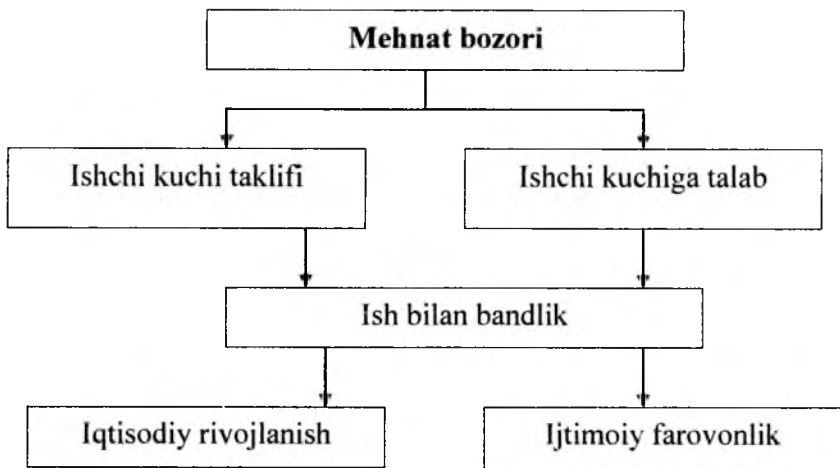 Mehnat bozori
Ishchi kuchi taklifi
Ishchi kuchiga talab
Ish bilan bandlik
Iqtisodiy rivojlanish
Ijtimoiy farovonlik